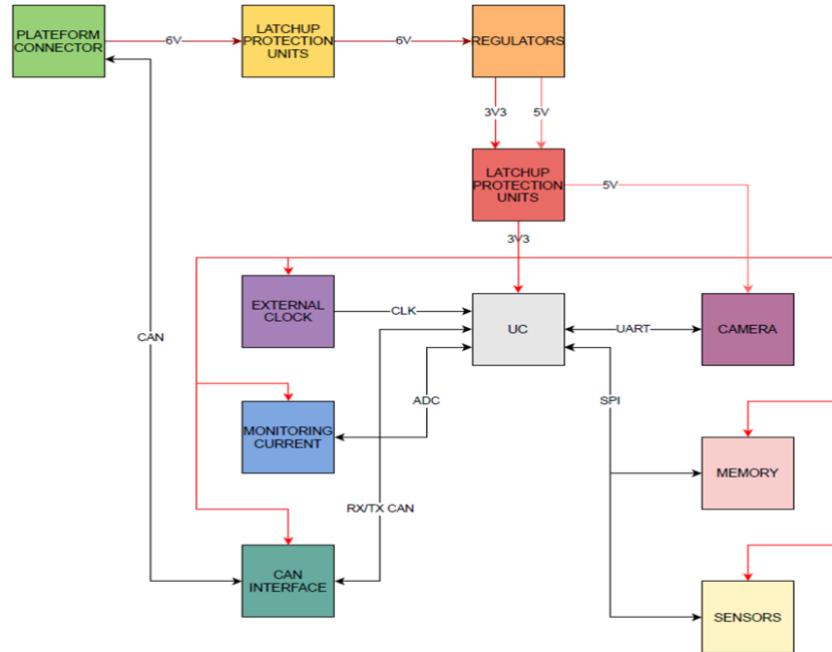 PLATEFORM
CONNECTOR
6V
LATCHUP
PROTECTION
UNITS
6V
REGULATORS
3V3
5V
LATCHUP
PROTECTION
UNITS
5V
3V3
EXTERNAL
CLOCK
CLK
UC
UART
CAMERA
CAN
ADC
SPI
MONITORING
CURRENT
MEMORY
RX/TX CAN
CAN
INTERFACE
SENSORS